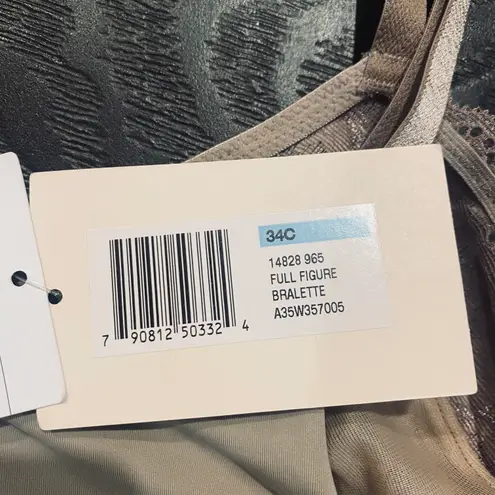 34C
14828 965
FULL FIGURE
BRALETTE
A35W357005
7 90812 50332 4